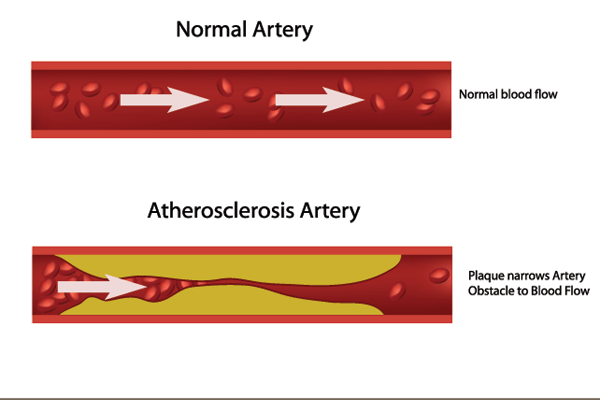 Normal Artery
Normal blood flow
Atherosclerosis Artery
Plaque narrows Artery
Obstacle to Blood Flow